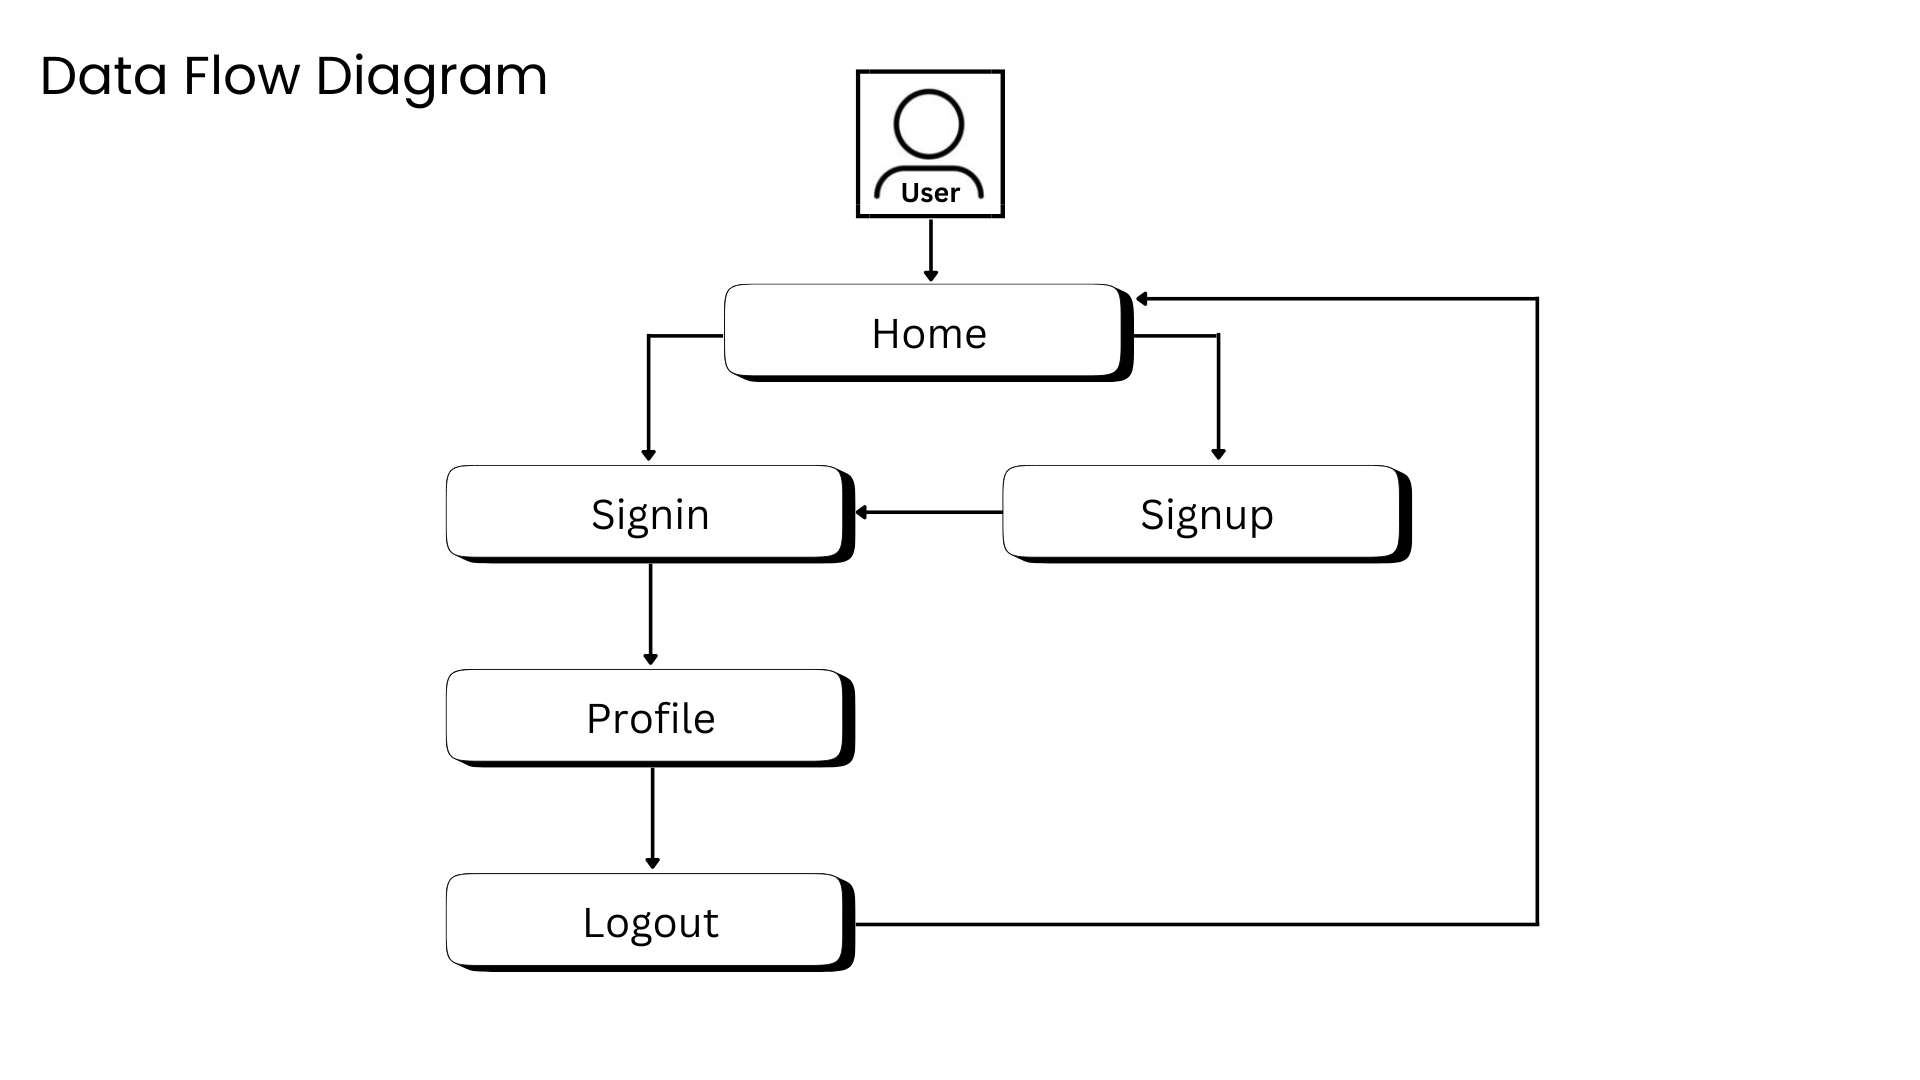 Data Flow Diagram
User
Home
Signin
Signup
Profile
Logout